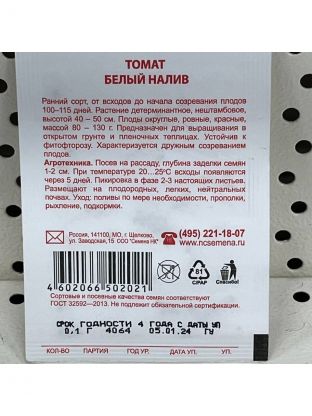 ТОМАТ
БЕЛЫЙ НАЛИВ
Ранний сорт, от всходов до начала созревания плодов
100–115 дней. Растение детерминантное, нештамбовое,
высотой 40 – 50 см. Плоды округлые, ровные, красные,
массой 80 – 130 г. Предназначен для выращивания в
открытом грунте и пленочных теплицах. Устойчив к
фитофторозу. Характеризуется дружным созреванием
плодов.
Агротехника. Посев на рассаду, глубина заделки семян
1-2 см. При температуре 20...25°С всходы появляются
через 5 дней. Пикировка в фазе 2-3 настоящих листьев.
Размещают на плодородных, легких, нейтральных
почвах. Уход: поливы по мере необходимости, прополки,
рыхление, подкормки.
Россия, 141100, МО, г. Щелково,
ул. Заводская, 15 ООО "Семена НК"
(495) 221-18-07
www.ncsemena.ru
4 602066 502021
81
C/PAP
Спасибо!
Сортовые и посевные качества семян соответствуют
ГОСТ 32592—2013. Не подлежит обязательной сертификации.
СРОК ГОДНОСТИ 4 ГОДА С ДАТЫ УП
0,1 Г 4064 05.01.24 ГУ
КОЛ-ВО ПАРТИЯ ГОД УР. ДАТА УП. УП.